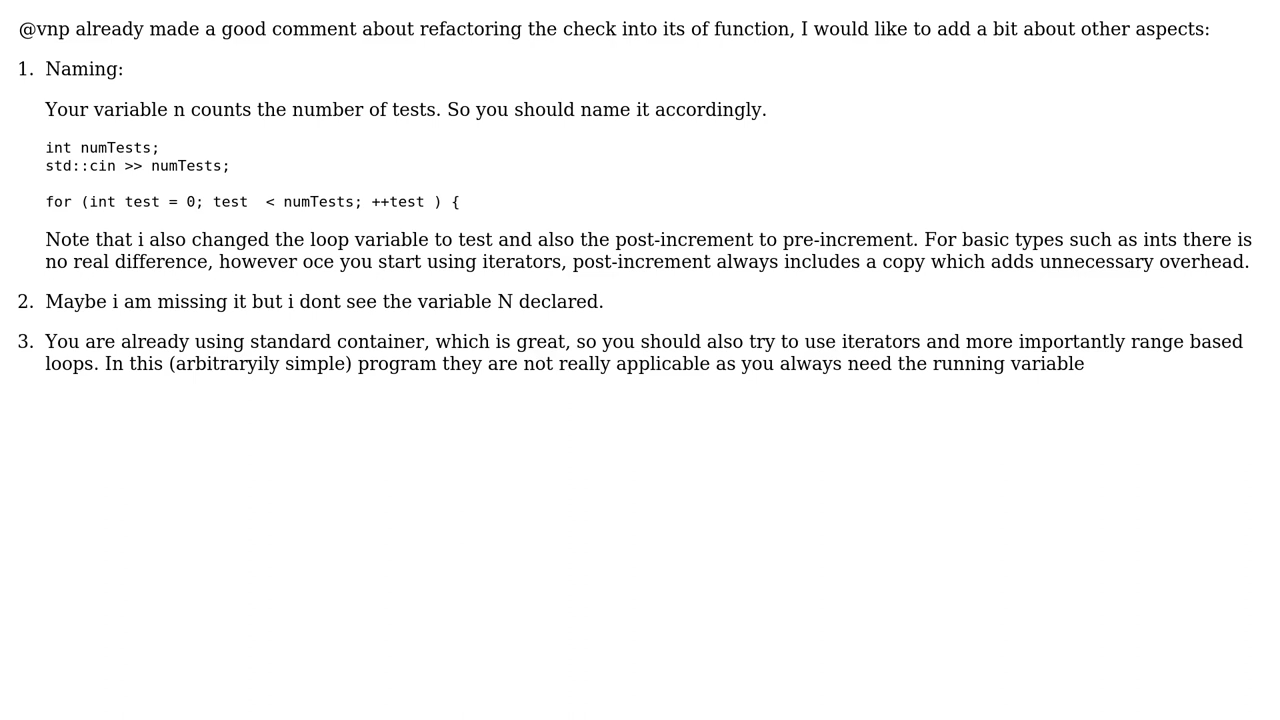 @vnp already made a good comment about refactoring the check into its of function, I would like to add a bit about other aspects:
1. Naming:
Your variable n counts the number of tests. So you should name it accordingly.
int numTests;
std::cin >> numTests;
for (int test = 0; test  < numTests; ++test ) {
Note that i also changed the loop variable to test and also the post-increment to pre-increment. For basic types such as ints there is
no real difference, however oce you start using iterators, post-increment always includes a copy which adds unnecessary overhead.
2. Maybe i am missing it but i dont see the variable N declared.
3. You are already using standard container, which is great, so you should also try to use iterators and more importantly range based
loops. In this (arbitraryily simple) program they are not really applicable as you always need the running variable